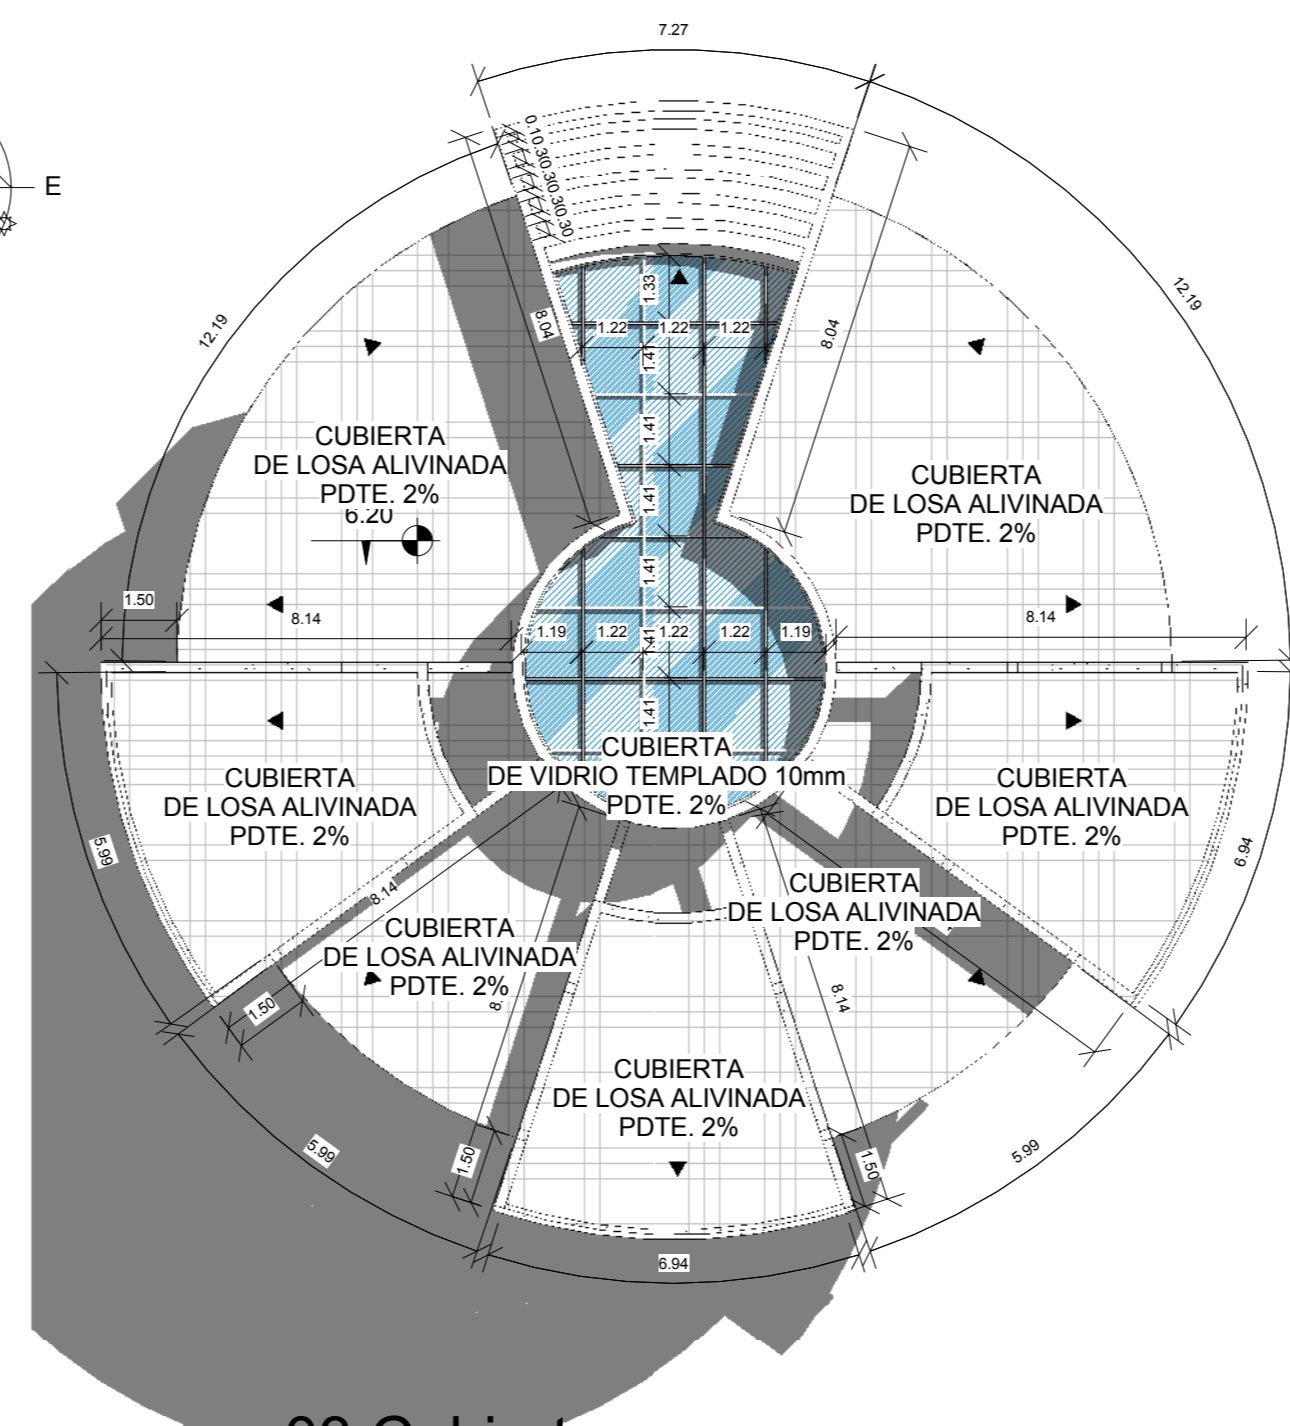 7.27
E
0.10.30.30.30.30.30
12.19
12.19
8.04
8.04
1.33
1.22
1.22
1.22
1.41
1.41
1.41
1.41
1.41
1.41
CUBIERTA
DE LOSA ALIVINADA
PDTE. 2%
6.20
CUBIERTA
DE LOSA ALIVINADA
PDTE. 2%
1.50
8.14
8.14
1.19
1.22
1.22
1.22
1.19
CUBIERTA
DE VIDRIO TEMPLADO 10mm
PDTE. 2%
CUBIERTA
DE LOSA ALIVINADA
PDTE. 2%
CUBIERTA
DE LOSA ALIVINADA
PDTE. 2%
5.99
6.94
8.14
CUBIERTA
DE LOSA ALIVINADA
PDTE. 2%
CUBIERTA
DE LOSA ALIVINADA
PDTE. 2%
1.50
8.
8.14
CUBIERTA
DE LOSA ALIVINADA
PDTE. 2%
5.99
1.50
1.50
5.99
6.94